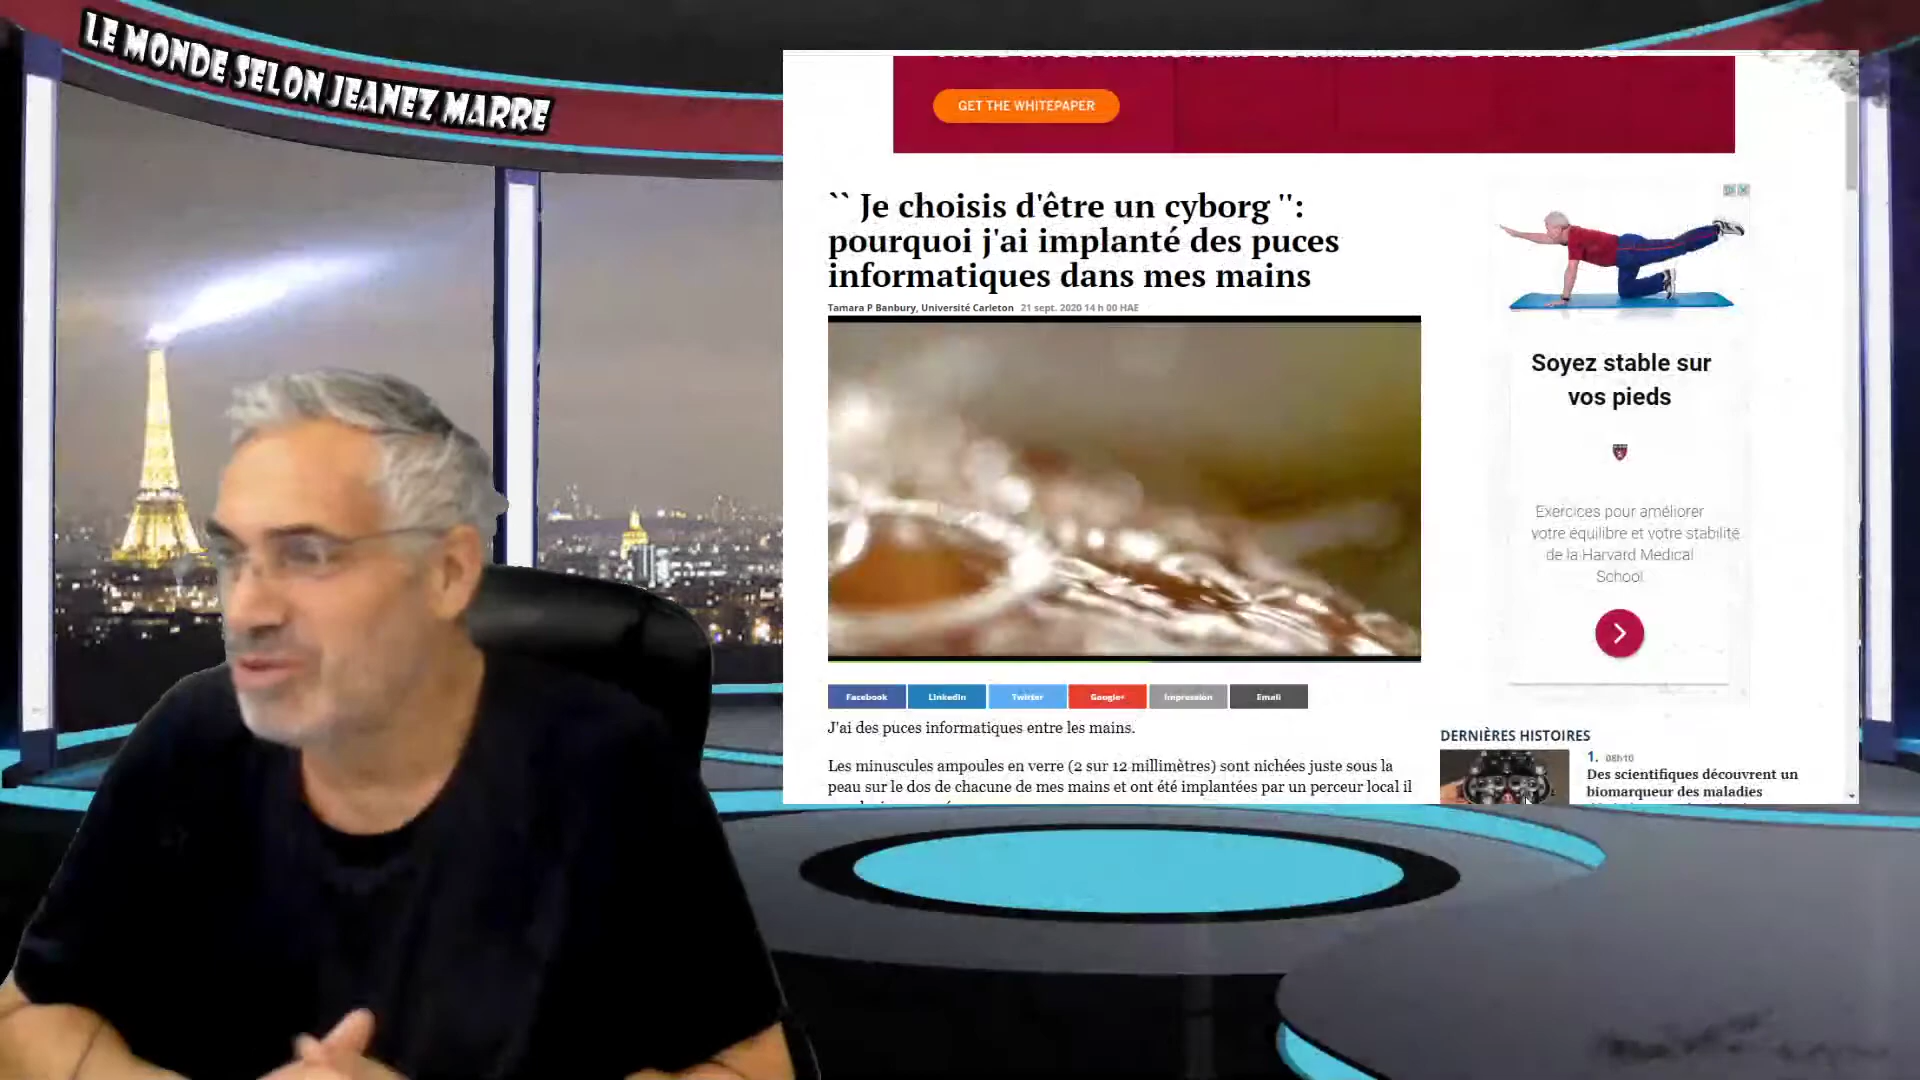 LE MONDE SELON JEANEZ MARRE
GET THE WHITEPAPER
`` Je choisis d'être un cyborg '':
pourquoi j'ai implanté des puces
informatiques dans mes mains
Tamara P Banbury, Université Carleton 21 sept. 2020 14 h 00 HAE
Facebook
LinkedIn
Twitter
Google+
Impression
Email
J'ai des puces informatiques entre les mains.
Les minuscules ampoules en verre (2 sur 12 millimètres) sont nichées juste sous la
peau sur le dos de chacune de mes mains et ont été implantées par un perceur local il
Soyez stable sur
vos pieds
Exercices pour améliorer
votre équilibre et votre stabilité
de la Harvard Medical
School.
DERNIÈRES HISTOIRES
1. 08h10
Des scientifiques découvrent un
biomarqueur des maladies